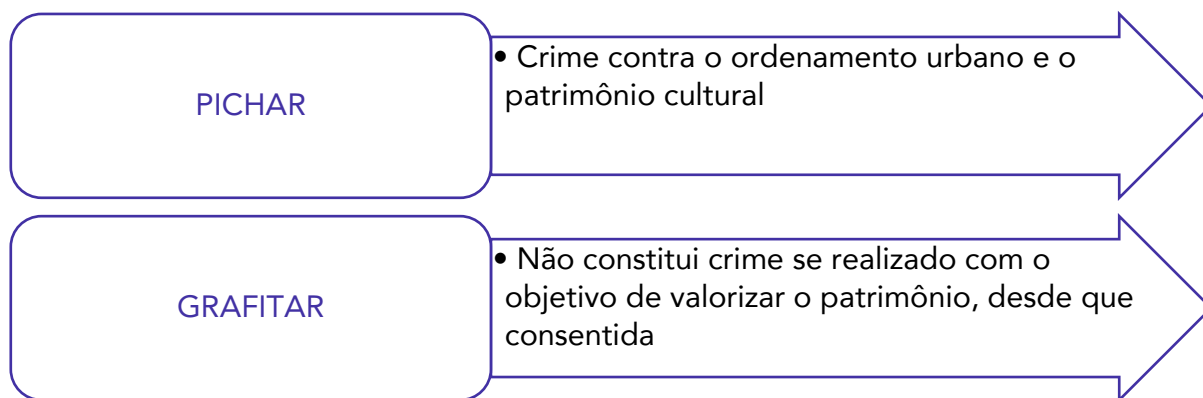 PICHAR
• Crime contra o ordenamento urbano e o
patrimônio cultural
GRAFITAR
• Não constitui crime se realizado com o
objetivo de valorizar o patrimônio, desde que
consentida